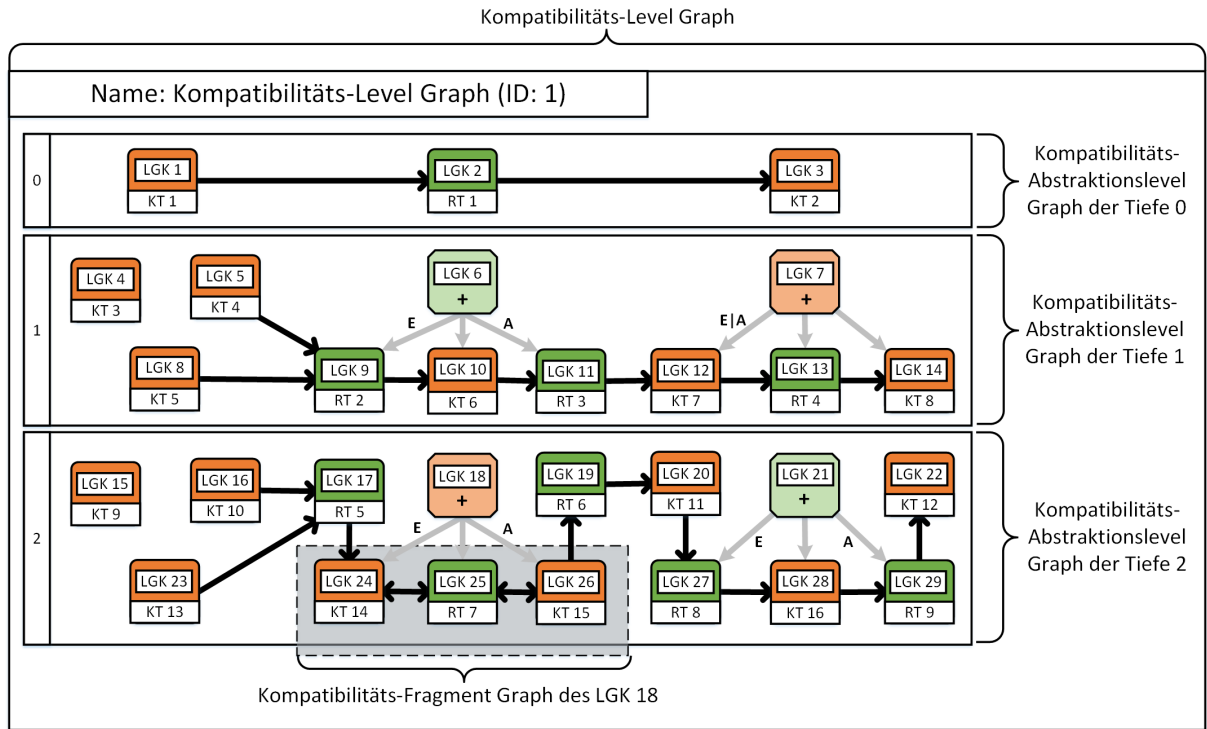 Kompatibilitäts-Level Graph
Name: Kompatibilitäts-Level Graph (ID: 1)
0
LGK 1
KT 1
LGK 2
RT 1
LGK 3
KT 2
Kompatibilitäts-
Abstraktionslevel
Graph der Tiefe 0
1
LGK 4
KT 3
LGK 5
KT 4
LGK 6
+
LGK 7
+
E
A
E|A
LGK 8
KT 5
LGK 9
RT 2
LGK 10
KT 6
LGK 11
RT 3
LGK 12
KT 7
LGK 13
RT 4
LGK 14
KT 8
Kompatibilitäts-
Abstraktionslevel
Graph der Tiefe 1
2
LGK 15
KT 9
LGK 16
KT 10
LGK 17
RT 5
LGK 18
+
LGK 19
RT 6
LGK 20
KT 11
LGK 21
+
LGK 22
KT 12
E
A
E
A
LGK 23
KT 13
LGK 24
KT 14
LGK 25
RT 7
LGK 26
KT 15
LGK 27
RT 8
LGK 28
KT 16
LGK 29
RT 9
Kompatibilitäts-
Abstraktionslevel
Graph der Tiefe 2
Kompatibilitäts-Fragment Graph des LGK 18